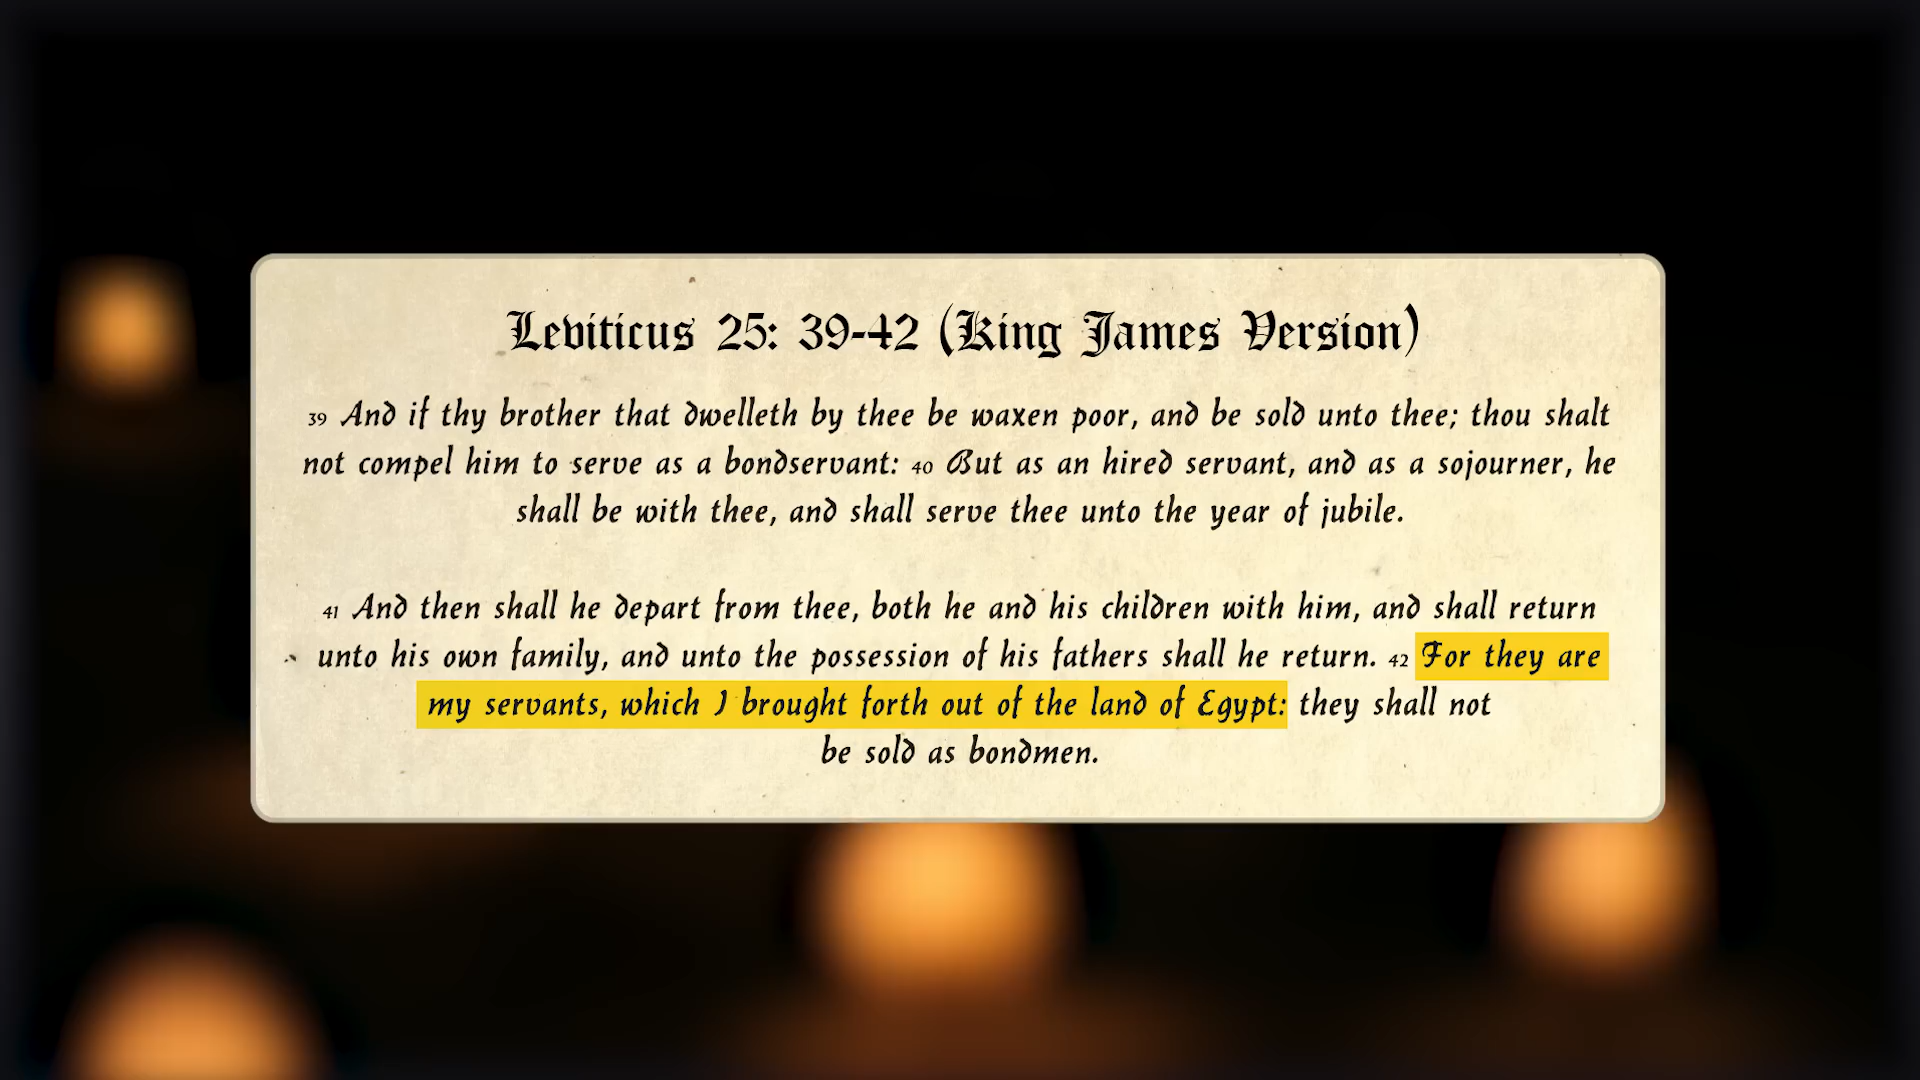 Leviticus 25: 39-42 (King James Version)
39 And if thy brother that dwelleth by thee be waxen poor, and be sold unto thee; thou shalt
not compel him to serve as a bondservant: 40 But as an hired servant, and as a sojourner, he
shall be with thee, and shall serve thee unto the year of jubile.
41 And then shall he depart from thee, both he and his children with him, and shall return
unto his own family, and unto the possession of his fathers shall he return. 42 For they are
my servants, which I brought forth out of the land of Egypt: they shall not
be sold as bondmen.